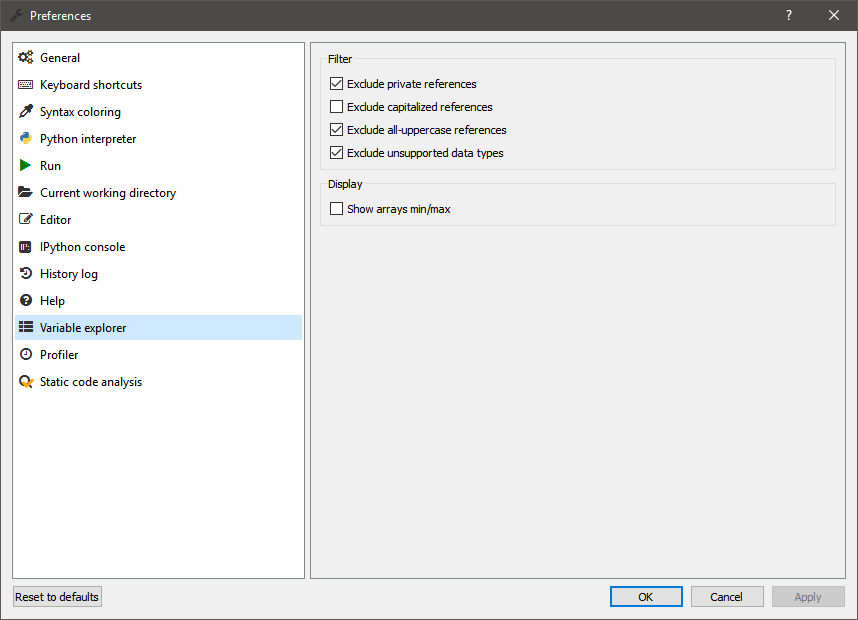 Preferences
?
General
Keyboard shortcuts
Syntax coloring
Python interpreter
Run
Current working directory
Editor
IPython console
History log
Help
Variable explorer
Profiler
Static code analysis
Filter
Exclude private references
Exclude capitalized references
Exclude all-uppercase references
Exclude unsupported data types
Display
Show arrays min/max
Reset to defaults
OK
Cancel
Apply